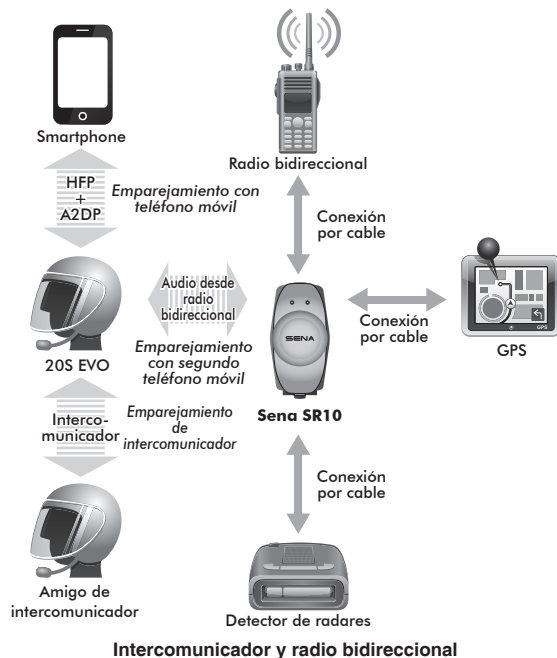 Smartphone
Radio bidireccional
HFP
+
A2DP
Emparejamiento con
teléfono móvil
Conexión
por cable
20S EVO
Audio desde
radio
bidireccional
Emparejamiento
con segundo
teléfono móvil
SENA
Sena SR10
Conexión
por cable
GPS
GPS
Interco-
municador
Emparejamiento
de
intercomunicador
Conexión
por cable
Amigo de
intercomunicador
Detector de radares
Intercomunicador y radio bidireccional